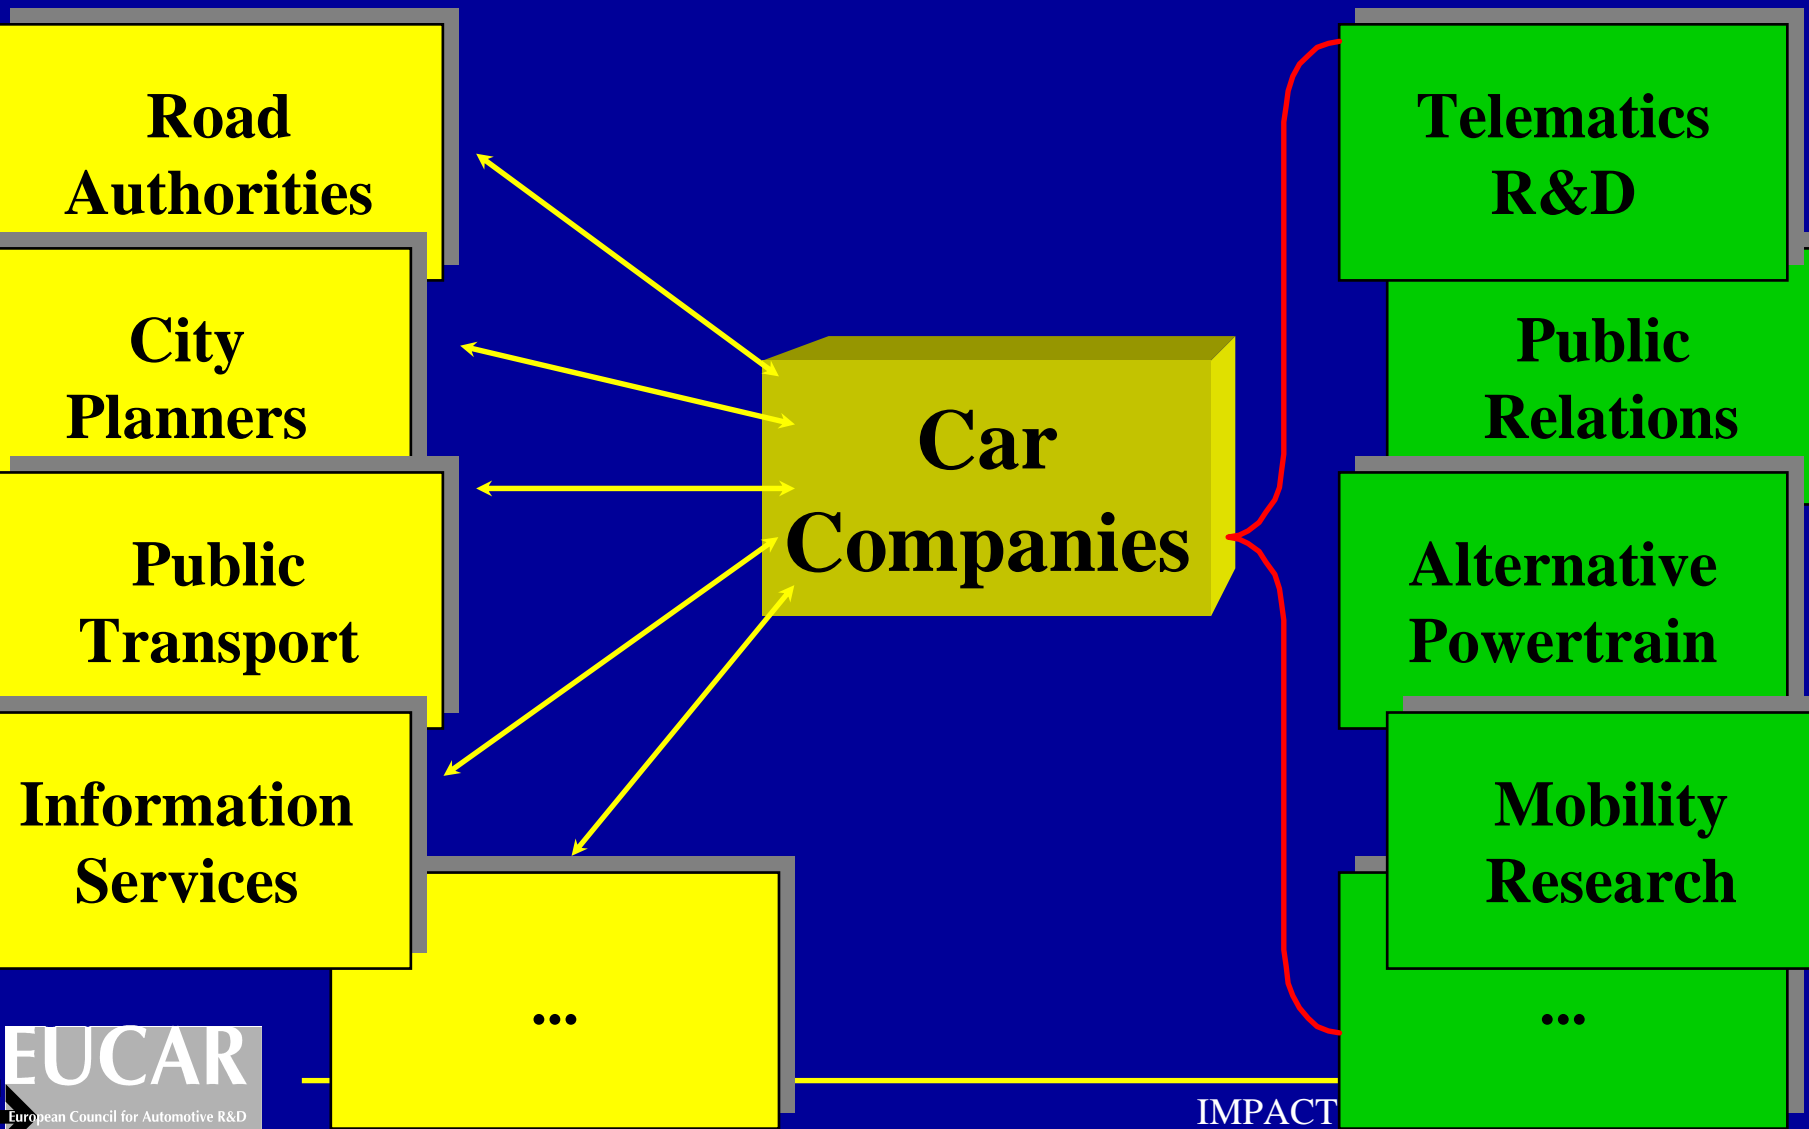 Road
Authorities
City
Planners
Public
Transport
Information
Services
...
Car
Companies
Telematics
R&D
Public
Relations
Alternative
Powertrain
Mobility
Research
...
EUCAR
European Council for Automotive R&D
IMPACT